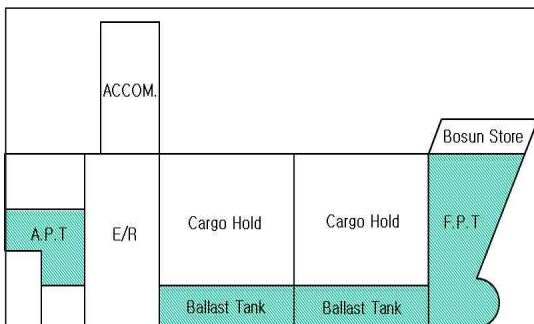 ACCOM.
Bosun Store
A.P.T
E/R
Cargo Hold
Cargo Hold
F.P.T
Ballast Tank
Ballast Tank